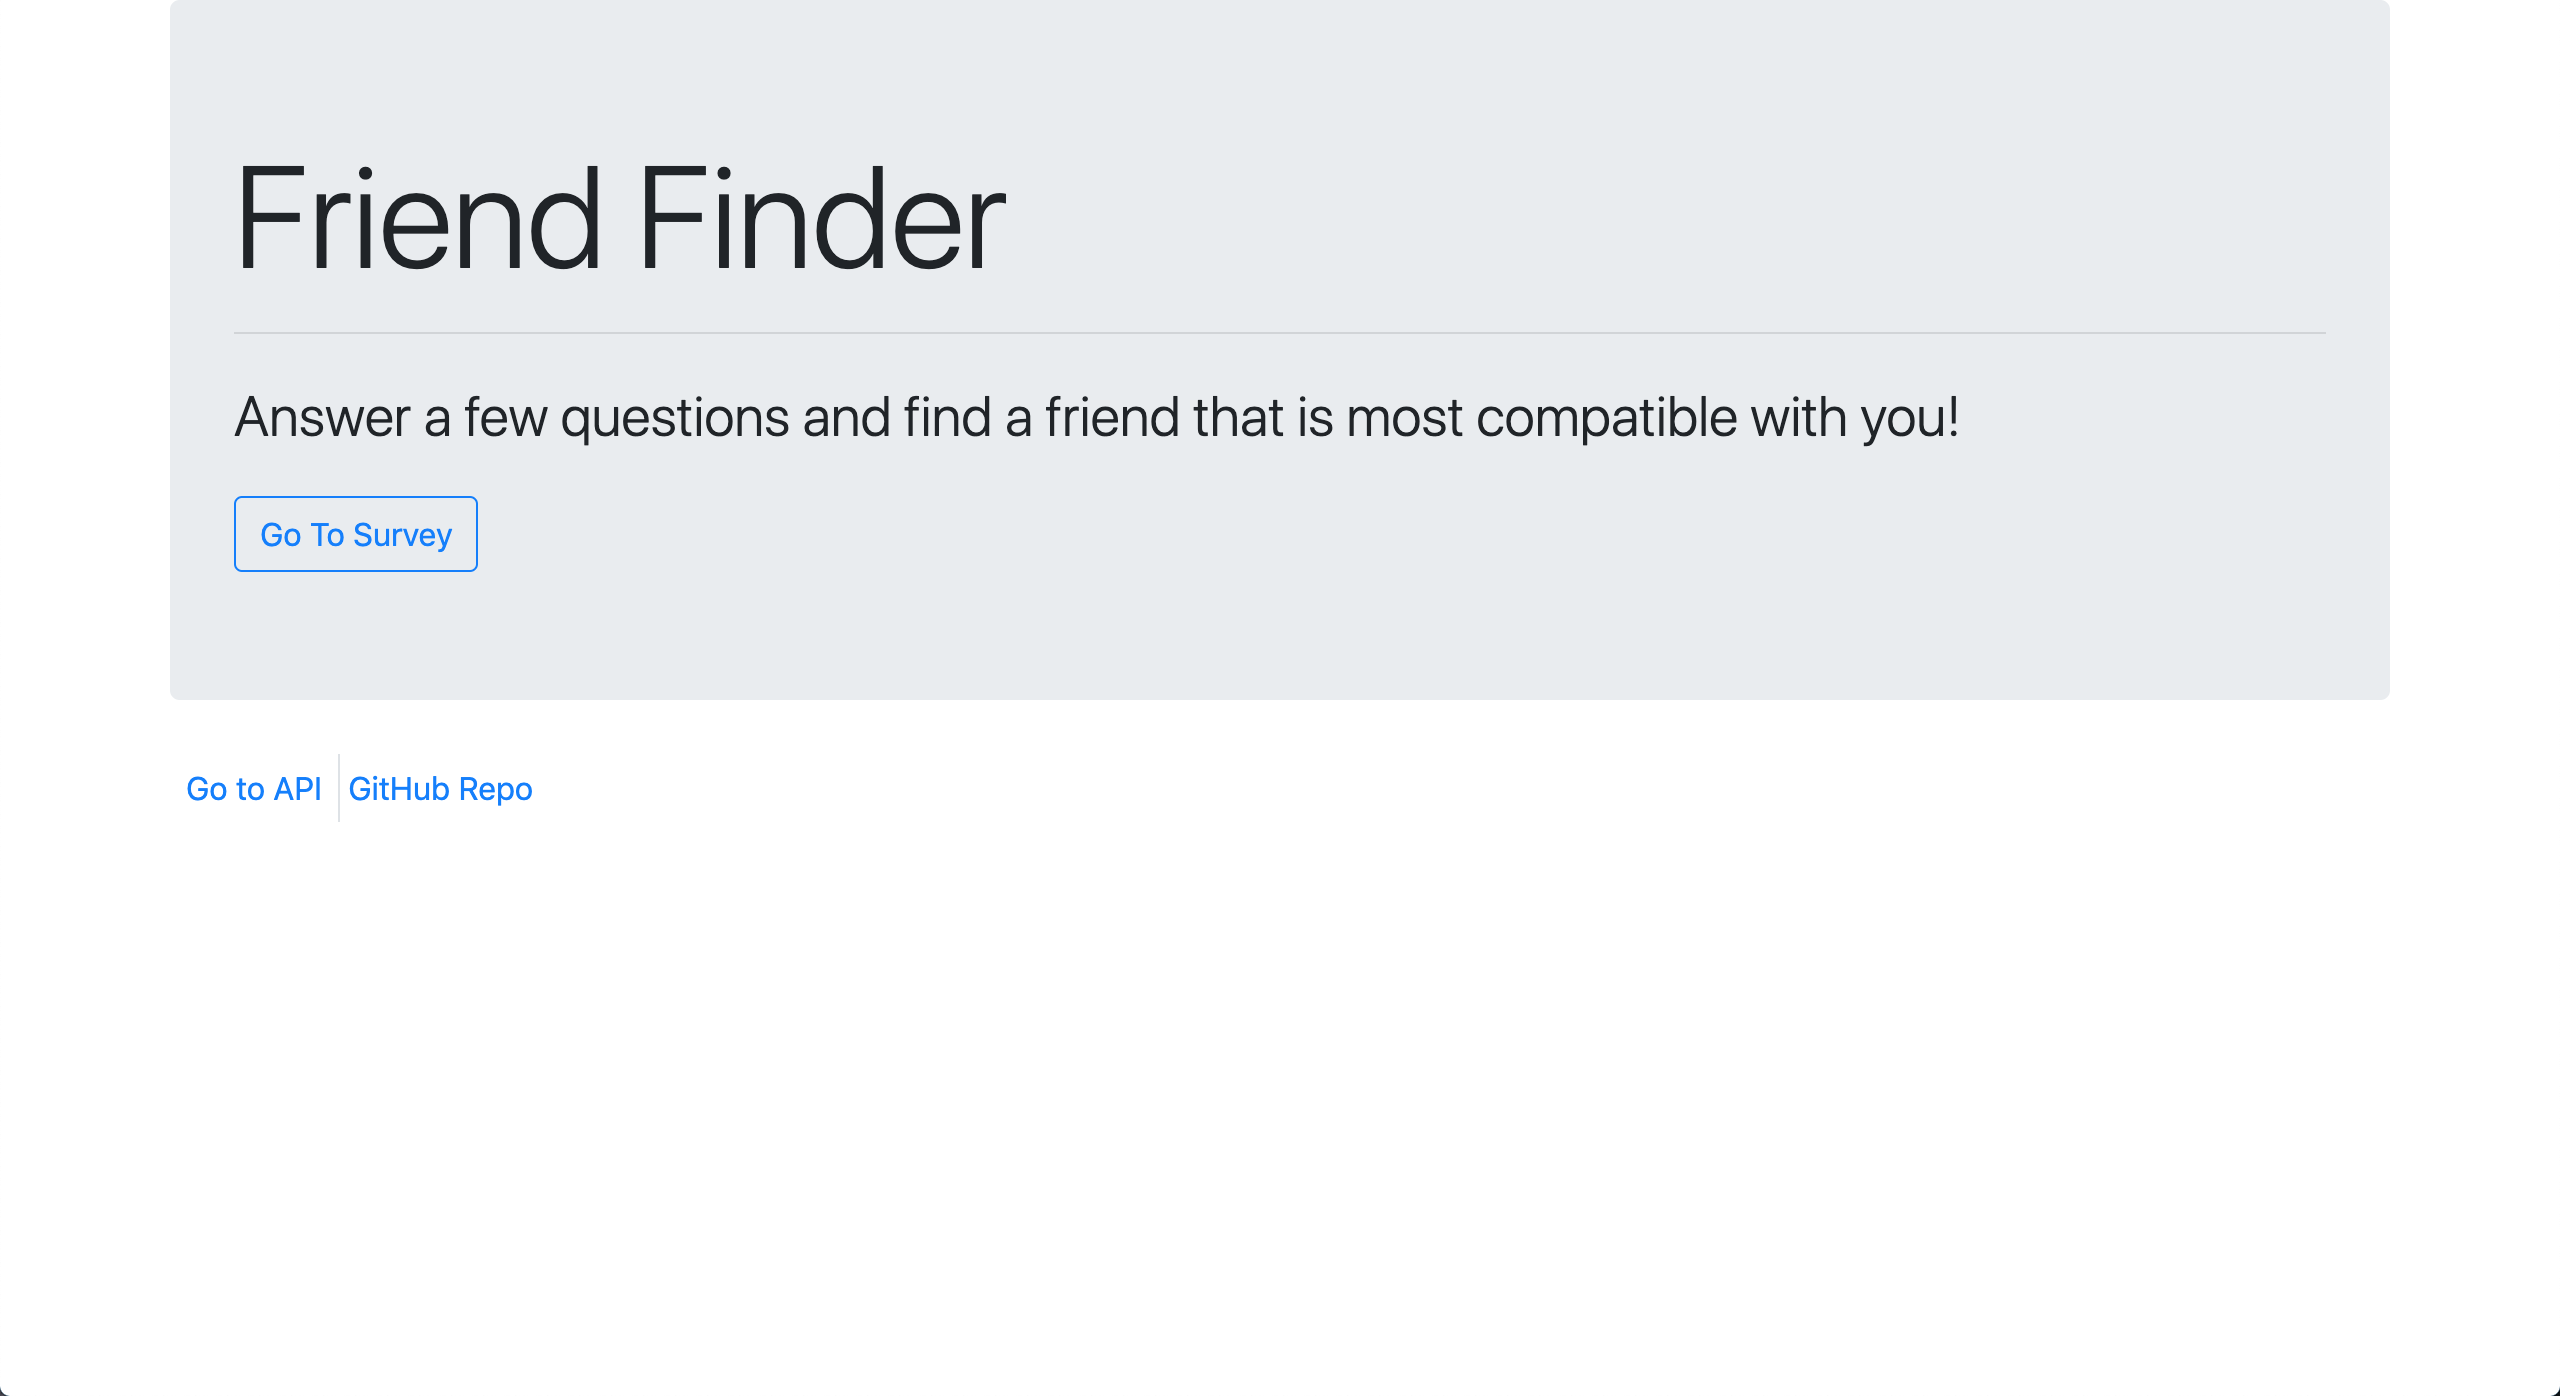 Friend Finder
Answer a few questions and find a friend that is most compatible with you!
Go To Survey
Go to API GitHub Repo